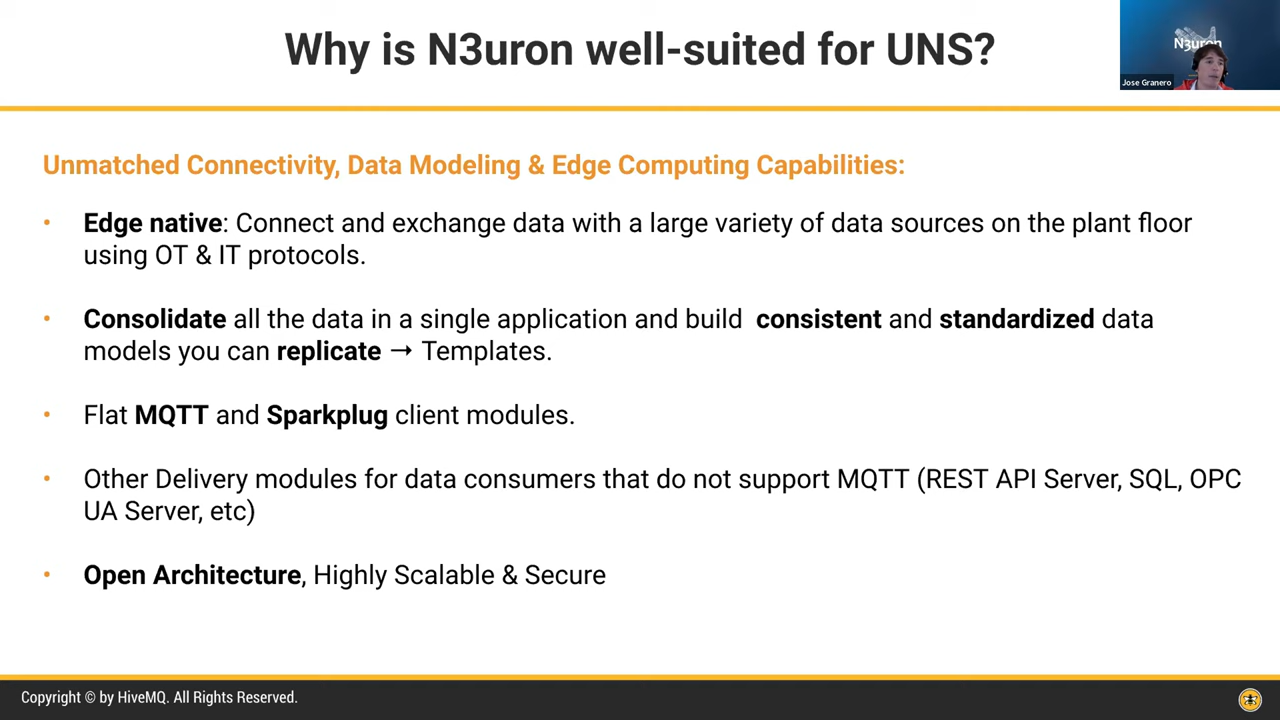 Why is N3uron well-suited for UNS?
N3uron
Jose Granero
Unmatched Connectivity, Data Modeling & Edge Computing Capabilities:
• Edge native: Connect and exchange data with a large variety of data sources on the plant floor
using OT & IT protocols.
• Consolidate all the data in a single application and build consistent and standardized data
models you can replicate → Templates.
• Flat MQTT and Sparkplug client modules.
• Other Delivery modules for data consumers that do not support MQTT (REST API Server, SQL, OPC
UA Server, etc)
• Open Architecture, Highly Scalable & Secure
Copyright © by HiveMQ. All Rights Reserved.